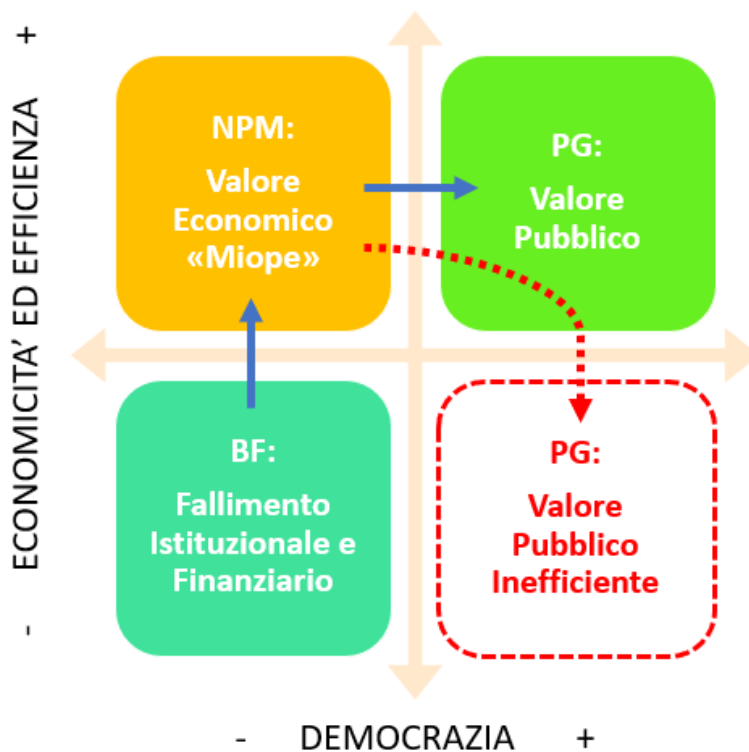 +
ECONOMICITA’ ED EFFICIENZA
-
NPM:
Valore
Economico
«Miope»
PG:
Valore
Pubblico
BF:
Fallimento
Istituzionale e
Finanziario
PG:
Valore
Pubblico
Inefficiente
- DEMOCRAZIA +